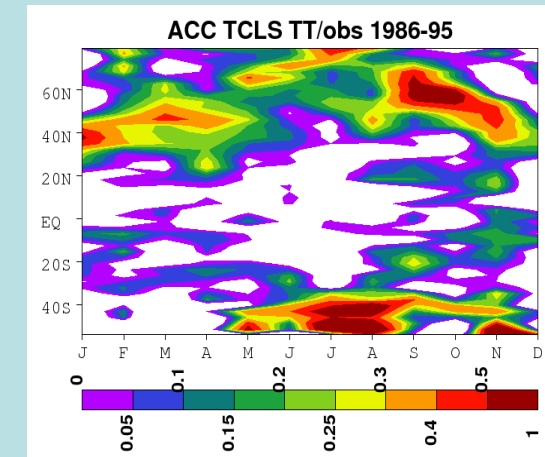 ACC TCLS TT/obs 1986-95
60N
40N
20N
EQ
20S
40S
J F M A M J J A S O N D
0 0.1 0.2 0.3 0.5
0.05 0.15 0.25 0.4 1